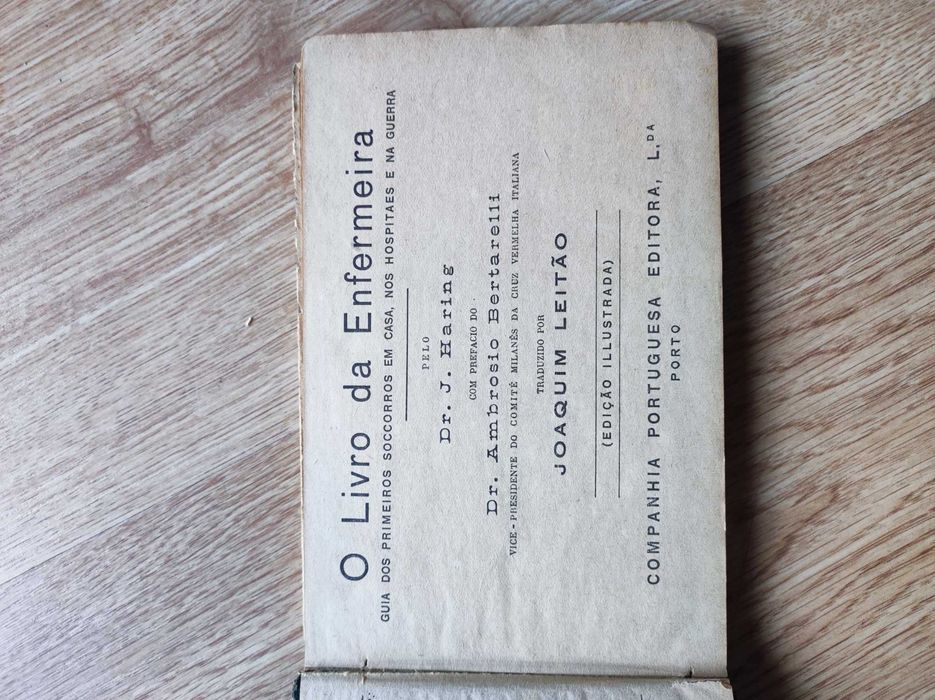 O Livro da Enfermeira
GUIA DOS PRIMEIROS SOCCORROS EM CASA, NOS HOSPITAES E NA GUERRA
PELO
Dr. J. Haring
COM PREFACIO DO
Dr. Ambrosio Bertarelli
VICE-PRESIDENTE DO COMITÉ MILANÊS DA CRUZ VERMELHA ITALIANA
TRADUZIDO POR
JOAQUIM LEITÃO
(EDIÇÃO ILLUSTRADA)
COMPANHIA PORTUGUESA EDITORA, L.DA
PORTO